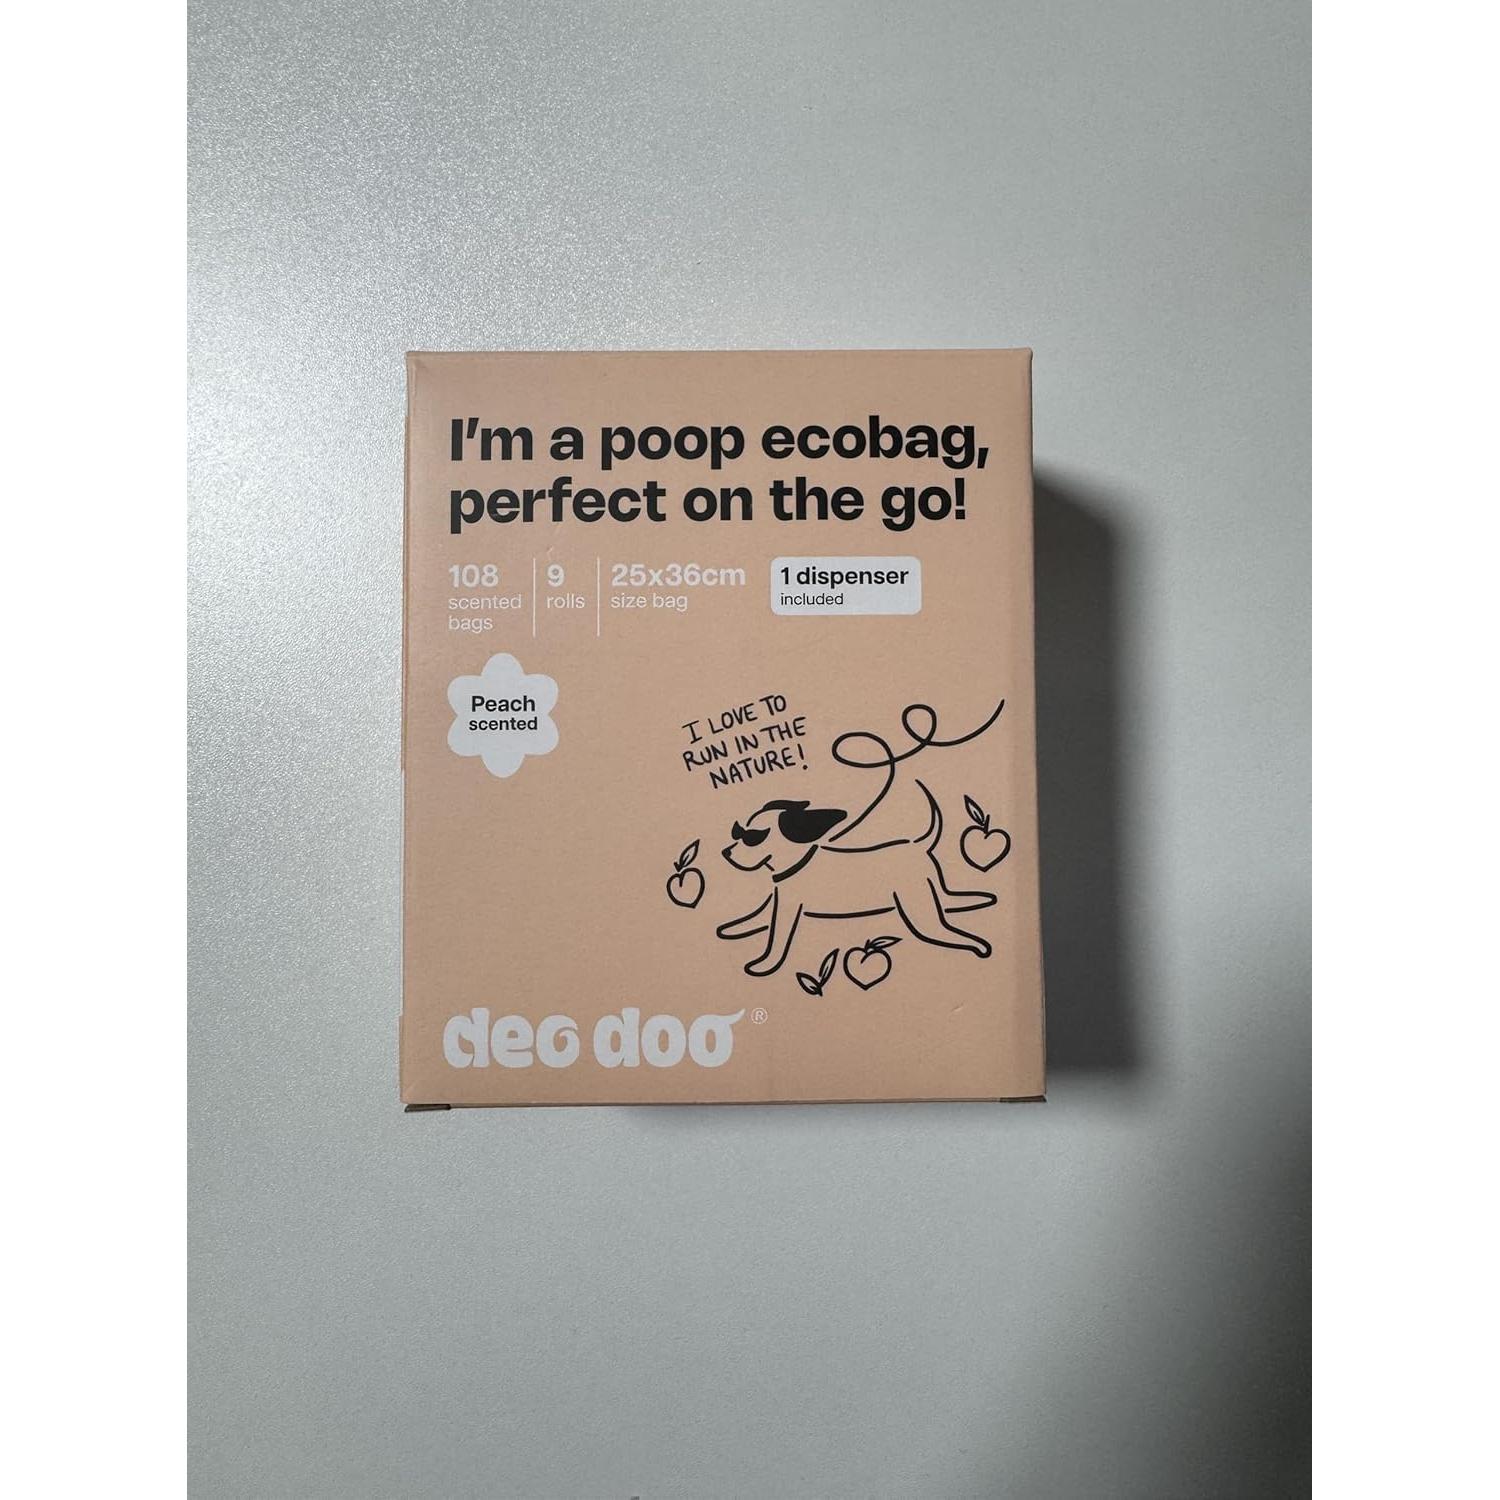 I'm a poop ecobag,
perfect on the go!
108
scented
bags
9
rolls
25x36cm
size bag
1 dispenser
included
Peach
scented
I LOVE TO
RUN IN THE
NATURE!
deo doo®